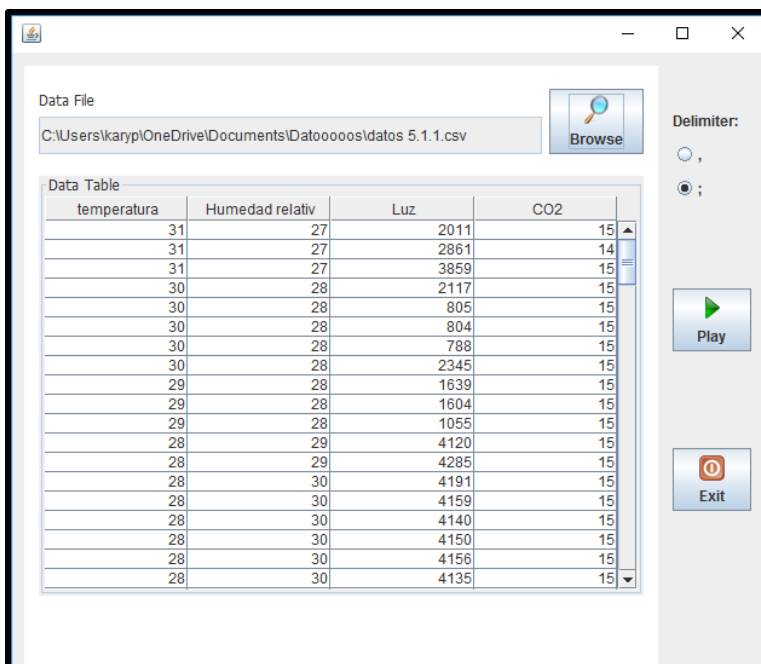 Data File
C:\Users\karyp\OneDrive\Documents\Datooooos\datos 5.1.1.csv
Browse
Delimiter:
,
;
Data Table
temperatura Humedad relativ Luz CO2
31 27 2011 15
31 27 2861 14
31 27 3859 15
30 28 2117 15
30 28 805 15
30 28 804 15
30 28 788 15
30 28 2345 15
29 28 1639 15
29 28 1604 15
29 28 1055 15
28 29 4120 15
28 29 4285 15
28 30 4191 15
28 30 4159 15
28 30 4140 15
28 30 4150 15
28 30 4156 15
28 30 4135 15
Play
Exit